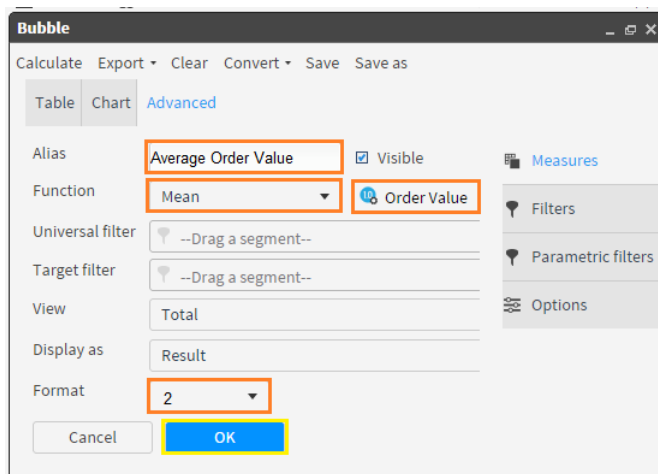 Bubble
Calculate Export Clear Convert Save Save as
Table Chart Advanced
Alias Average Order Value Visible
Function Mean Order Value
Universal filter --Drag a segment--
Target filter --Drag a segment--
View Total
Display as Result
Format 2
Cancel OK
Measures
Filters
Parametric filters
Options